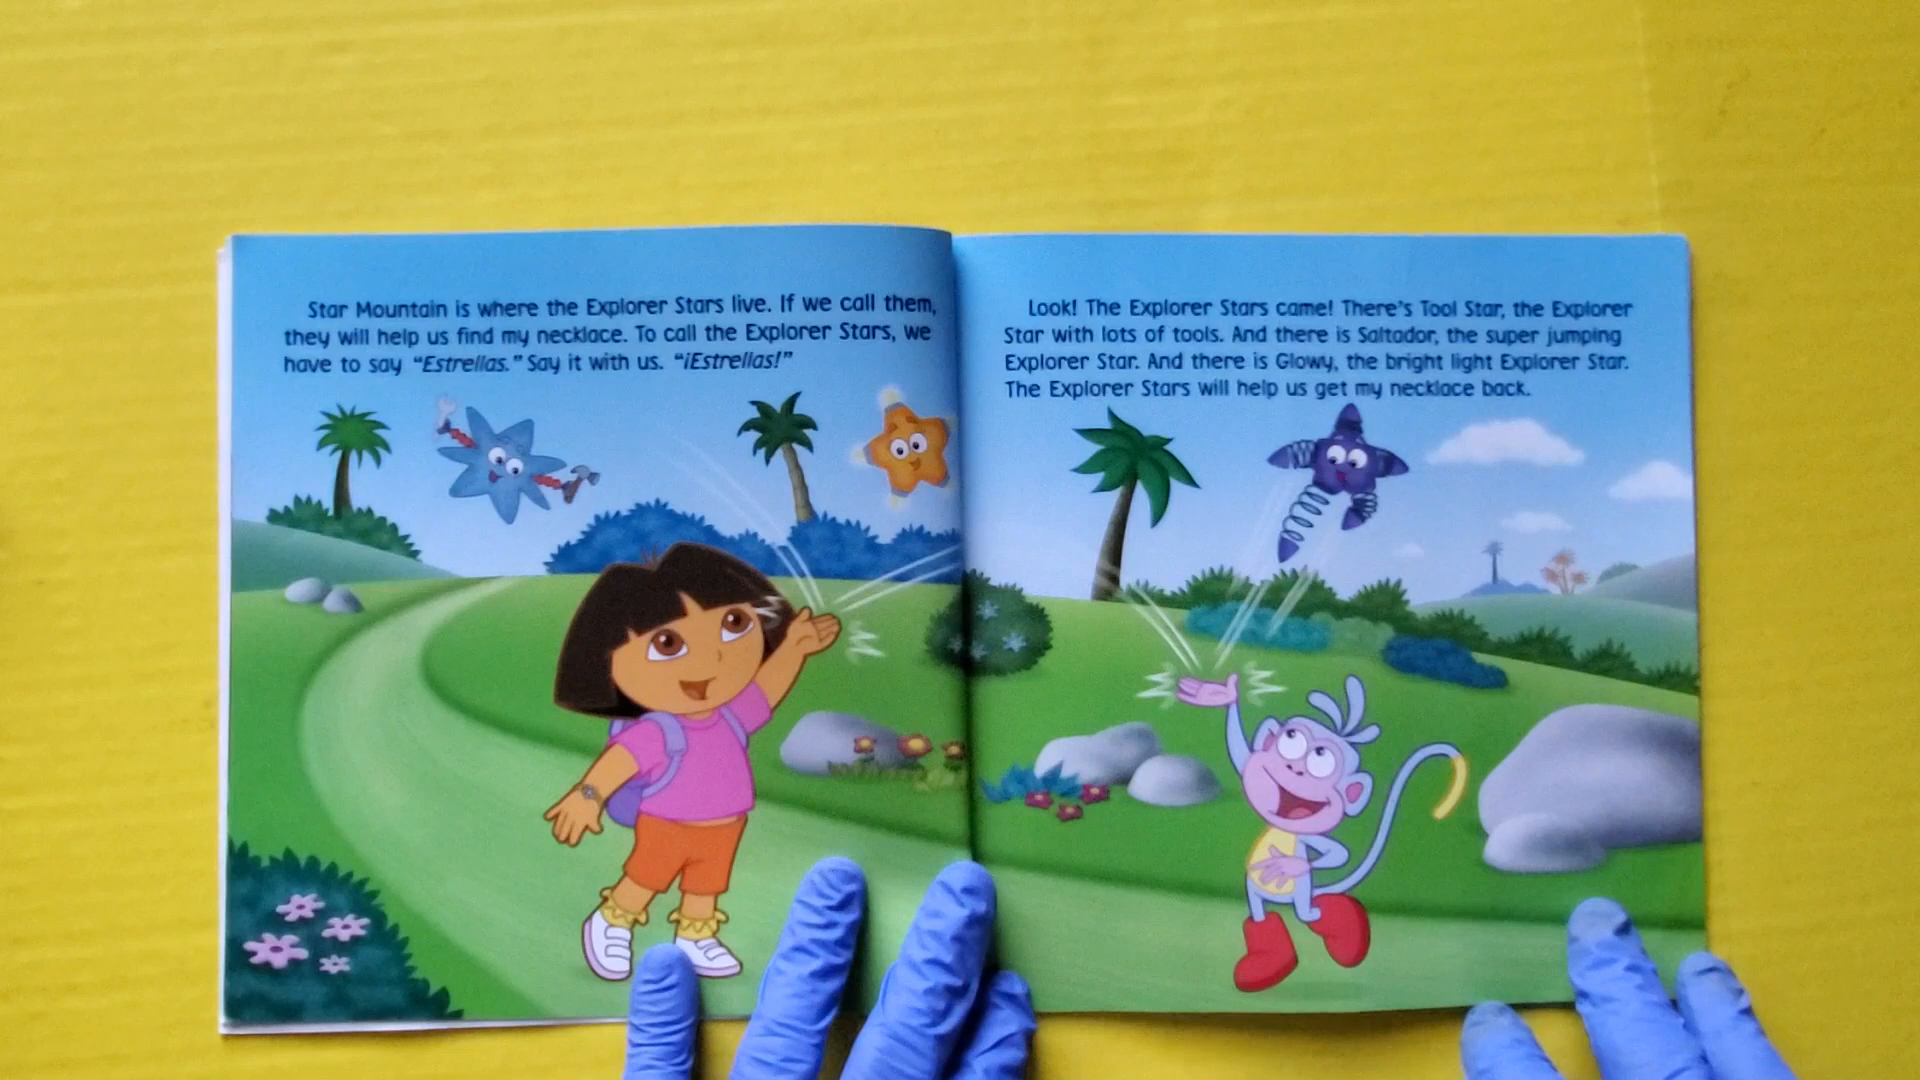 Star Mountain is where the Explorer Stars live. If we call them,
they will help us find my necklace. To call the Explorer Stars, we
have to say “Estrellas.” Say it with us. “¡Estrellas!”
Look! The Explorer Stars came! There’s Tool Star, the Explorer
Star with lots of tools. And there is Saltador, the super jumping
Explorer Star. And there is Glowy, the bright light Explorer Star.
The Explorer Stars will help us get my necklace back.